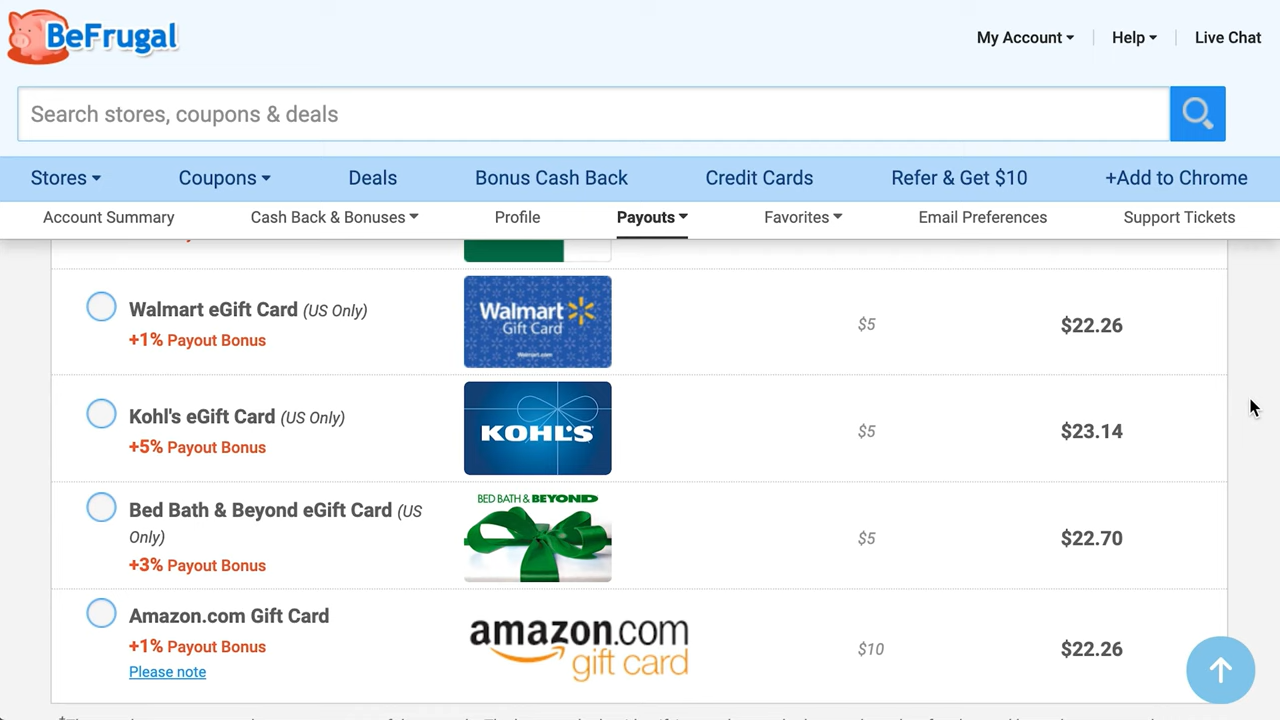 BeFrugal
My Account
Help
Live Chat
Search stores, coupons & deals
Stores
Coupons
Deals
Bonus Cash Back
Credit Cards
Refer & Get $10
+Add to Chrome
Account Summary
Cash Back & Bonuses
Profile
Payouts
Favorites
Email Preferences
Support Tickets
Walmart eGift Card (US Only)
+1% Payout Bonus
Walmart
Gift Card
Walmart.com
$5
$22.26
Kohl's eGift Card (US Only)
+5% Payout Bonus
KOHL'S
$5
$23.14
Bed Bath & Beyond eGift Card (US
Only)
+3% Payout Bonus
BED BATH & BEYOND
$5
$22.70
Amazon.com Gift Card
+1% Payout Bonus
Please note
amazon.com
gift card
$10
$22.26